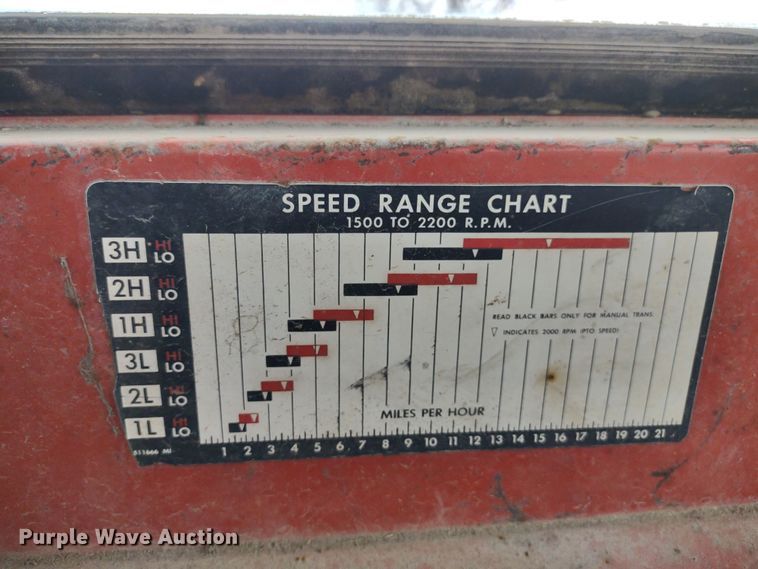 SPEED RANGE CHART
1500 TO 2200 R.P.M.
3H HI
LO
2H HI
LO
1H HI
LO
READ BLACK BARS ONLY FOR MANUAL TRANS.
INDICATES 2000 RPM (PTO SPEED)
3L HI
LO
2L HI
LO
1L HI
LO
MILES PER HOUR
1 2 3 4 5 6 7 8 9 10 11 12 13 14 15 16 17 18 19 20 21
511666 MI
Purple Wave Auction